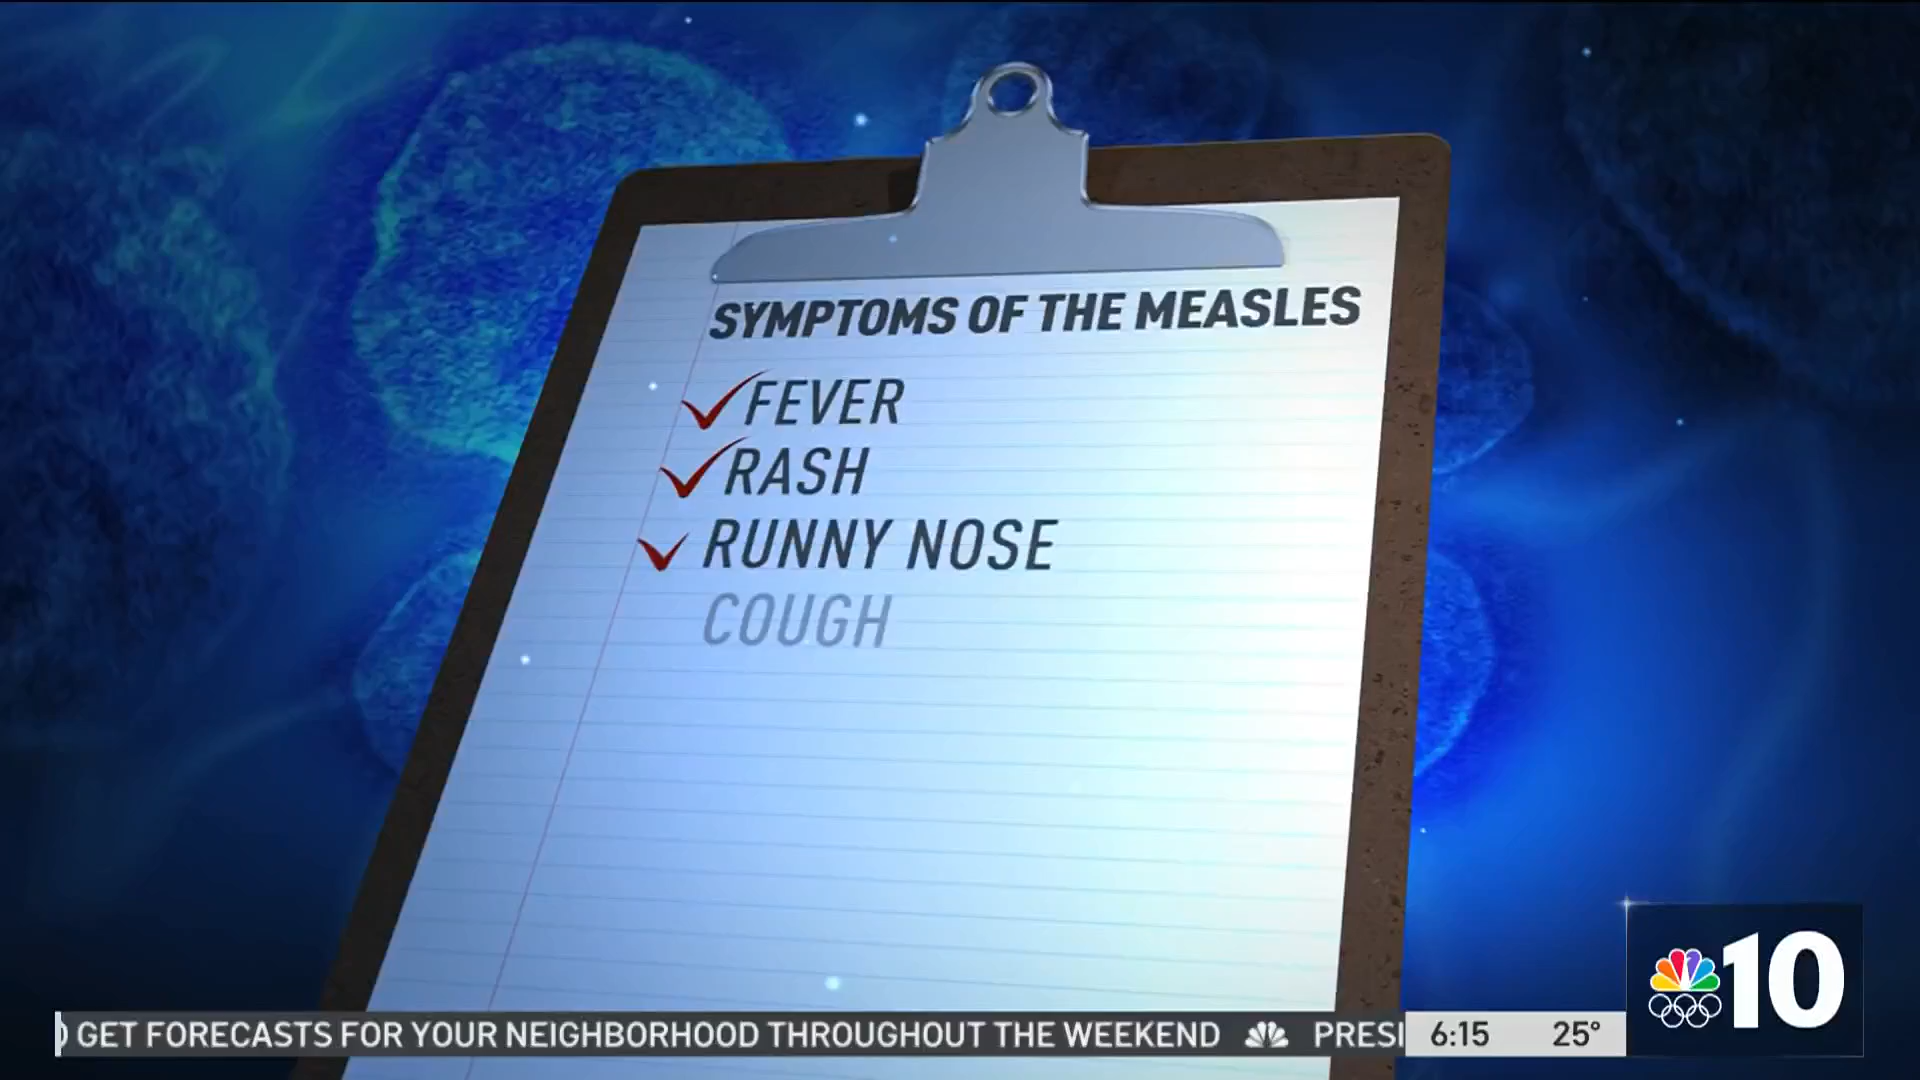 SYMPTOMS OF THE MEASLES
FEVER
RASH
RUNNY NOSE
COUGH
GET FORECASTS FOR YOUR NEIGHBORHOOD THROUGHOUT THE WEEKEND PRESI
6:15 25°
10